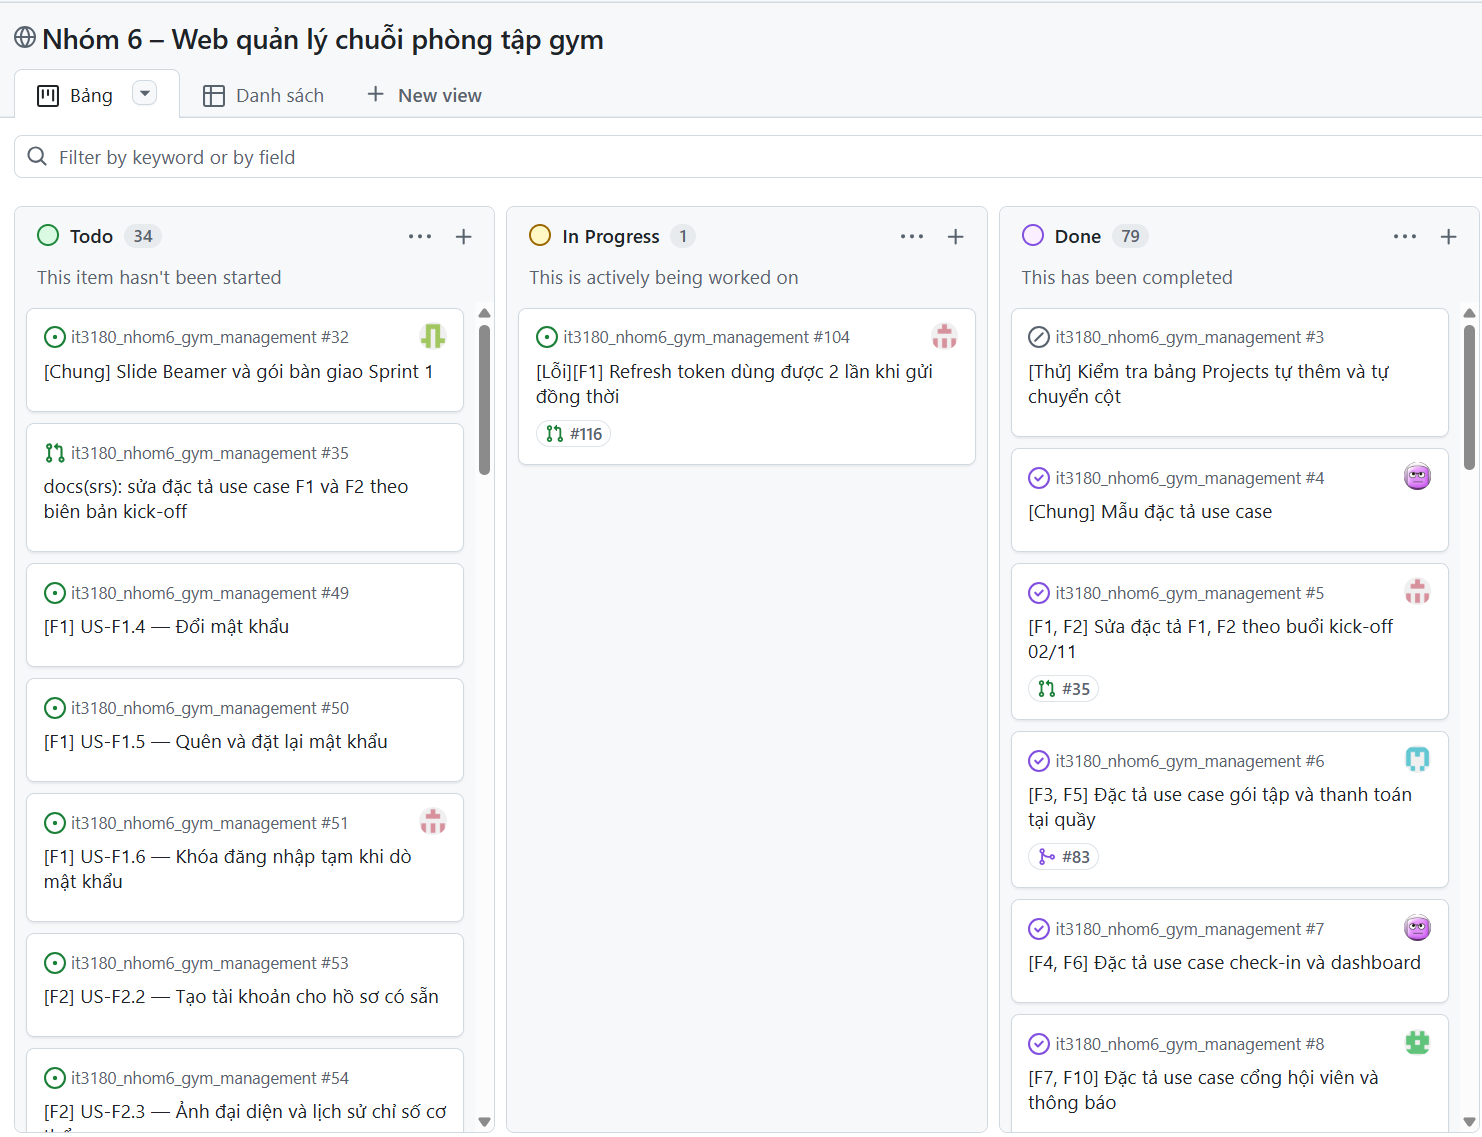 Nhóm 6 – Web quản lý chuỗi phòng tập gym
Bảng
Danh sách
New view
Filter by keyword or by field
Todo 34
This item hasn't been started
it3180_nhom6_gym_management #32
[Chung] Slide Beamer và gói bàn giao Sprint 1
it3180_nhom6_gym_management #35
docs(srs): sửa đặc tả use case F1 và F2 theo
biên bản kick-off
it3180_nhom6_gym_management #49
[F1] US-F1.4 — Đổi mật khẩu
it3180_nhom6_gym_management #50
[F1] US-F1.5 — Quên và đặt lại mật khẩu
it3180_nhom6_gym_management #51
[F1] US-F1.6 — Khóa đăng nhập tạm khi dò
mật khẩu
it3180_nhom6_gym_management #53
[F2] US-F2.2 — Tạo tài khoản cho hồ sơ có sẵn
it3180_nhom6_gym_management #54
[F2] US-F2.3 — Ảnh đại diện và lịch sử chỉ số cơ
In Progress 1
This is actively being worked on
it3180_nhom6_gym_management #104
[Lỗi][F1] Refresh token dùng được 2 lần khi gửi
đồng thời
#116
Done 79
This has been completed
it3180_nhom6_gym_management #3
[Thử] Kiểm tra bảng Projects tự thêm và tự
chuyển cột
it3180_nhom6_gym_management #4
[Chung] Mẫu đặc tả use case
it3180_nhom6_gym_management #5
[F1, F2] Sửa đặc tả F1, F2 theo buổi kick-off
02/11
#35
it3180_nhom6_gym_management #6
[F3, F5] Đặc tả use case gói tập và thanh toán
tại quầy
#83
it3180_nhom6_gym_management #7
[F4, F6] Đặc tả use case check-in và dashboard
it3180_nhom6_gym_management #8
[F7, F10] Đặc tả use case cổng hội viên và
thông báo